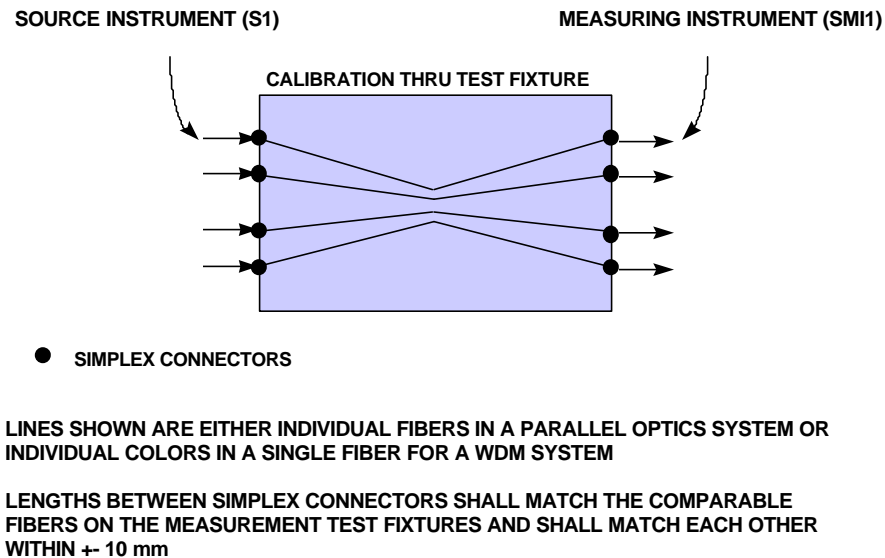 SOURCE INSTRUMENT (S1)
MEASURING INSTRUMENT (SMI1)
CALIBRATION THRU TEST FIXTURE
SIMPLEX CONNECTORS
LINES SHOWN ARE EITHER INDIVIDUAL FIBERS IN A PARALLEL OPTICS SYSTEM OR
INDIVIDUAL COLORS IN A SINGLE FIBER FOR A WDM SYSTEM
LENGTHS BETWEEN SIMPLEX CONNECTORS SHALL MATCH THE COMPARABLE
FIBERS ON THE MEASUREMENT TEST FIXTURES AND SHALL MATCH EACH OTHER
WITHIN +- 10 mm